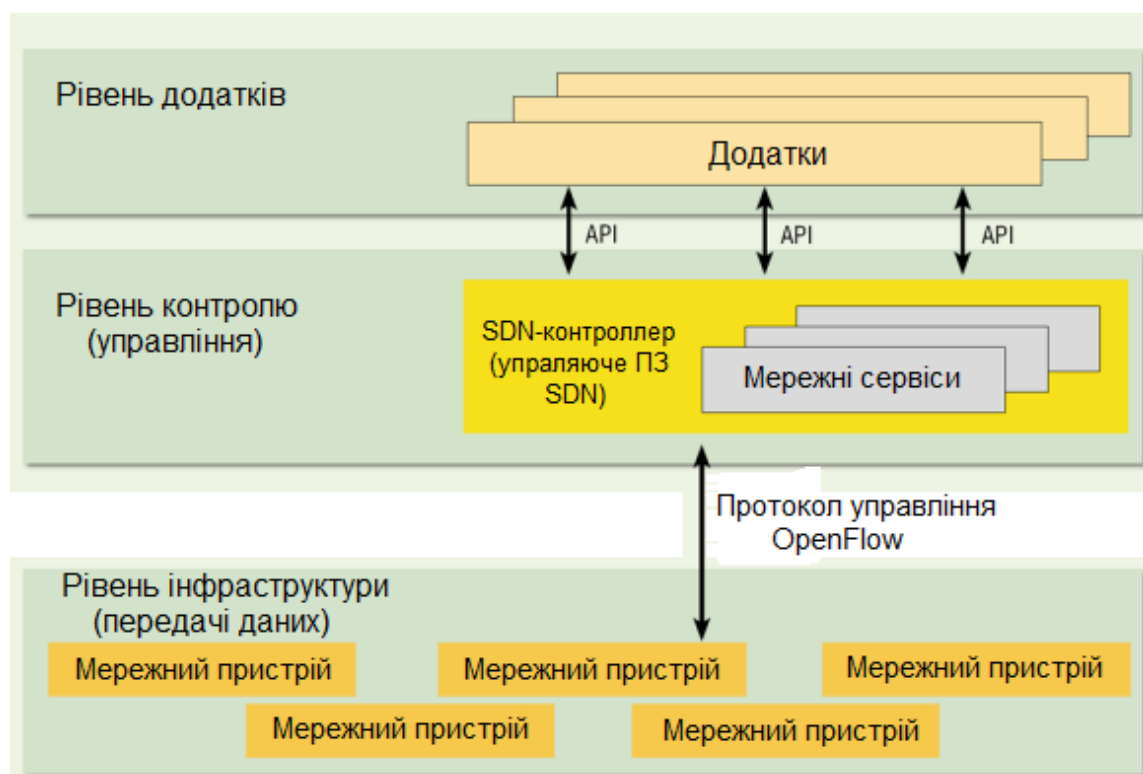 Рівень додатків
Додатки
API
API
API
Рівень контролю
(управління)
SDN-контроллер
(упраляюче ПЗ
SDN)
Мережні сервіси
Протокол управління
OpenFlow
Рівень інфраструктури
(передачі даних)
Мережний пристрій
Мережний пристрій
Мережний пристрій
Мережний пристрій
Мережний пристрій